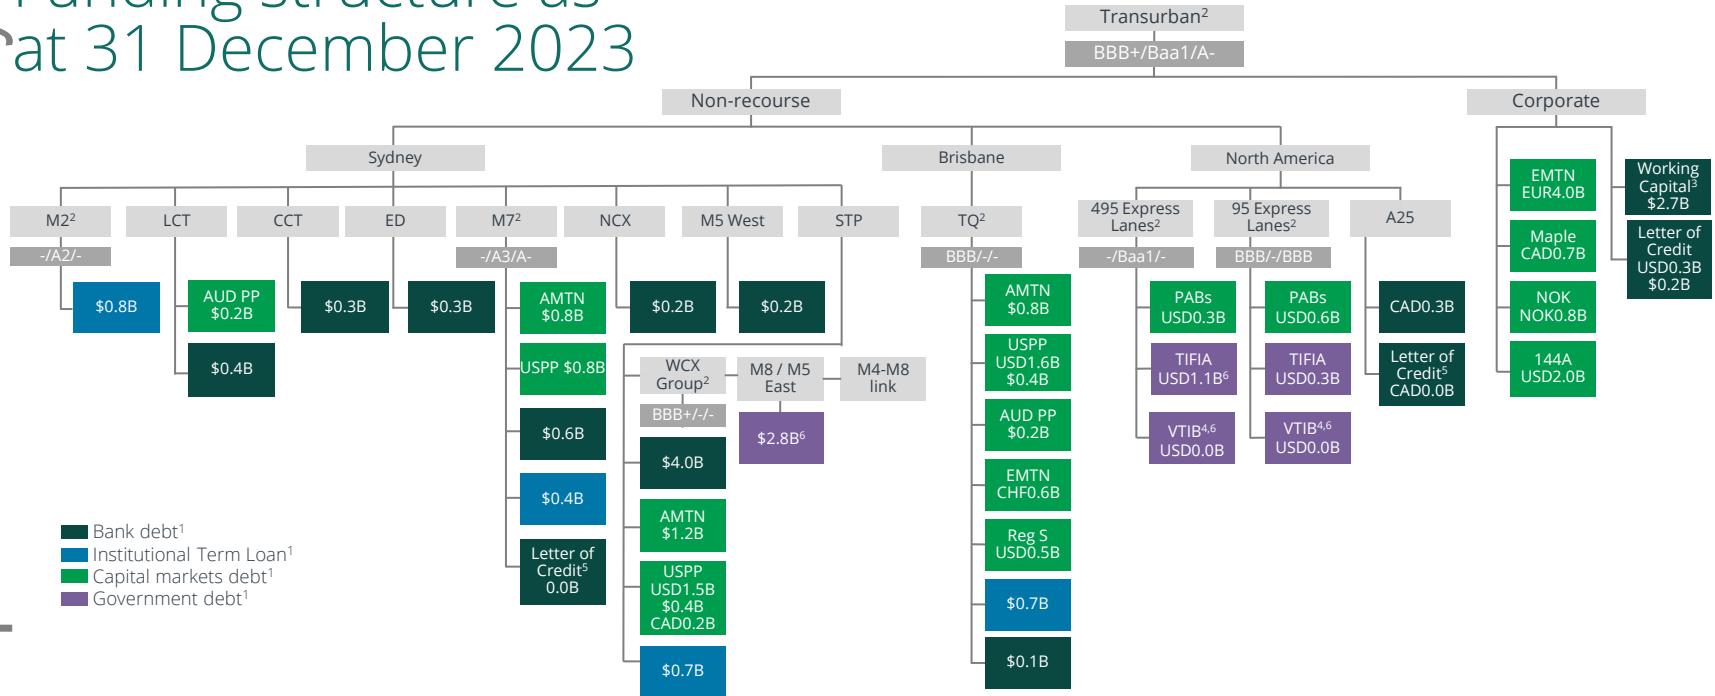 Funding structure as
at 31 December 2023
Transurban²
BBB+/Baa1/A-
Non-recourse
Corporate
Sydney
Brisbane
North America
M2²
-/A2/-
$0.8B
LCT
AUD PP
$0.2B
$0.4B
CCT
$0.3B
ED
$0.3B
M7²
-/A3/A-
AMTN
$0.8B
USPP $0.8B
$0.6B
$0.4B
Letter of
Credit⁵
0.0B
NCX
$0.2B
M5 West
$0.2B
STP
WCX
Group²
BBB+/-/-
$4.0B
AMTN
$1.2B
USPP
USD1.5B
$0.4B
CAD0.2B
$0.7B
M8 / M5
East
$2.8B⁶
M4-M8
link
TQ²
BBB/-/-
AMTN
$0.8B
USPP
USD1.6B
$0.4B
AUD PP
$0.2B
EMTN
CHF0.6B
Reg S
USD0.5B
$0.7B
$0.1B
495 Express
Lanes²
-/Baa1/-
PABs
USD0.3B
TIFIA
USD1.1B⁶
VTIB⁴,⁶
USD0.0B
95 Express
Lanes²
BBB/-/BBB
PABs
USD0.6B
TIFIA
USD0.3B
VTIB⁴,⁶
USD0.0B
A25
CAD0.3B
Letter of
Credit⁵
CAD0.0B
EMTN
EUR4.0B
Maple
CAD0.7B
NOK
NOK0.8B
144A
USD2.0B
Working
Capital³
$2.7B
Letter of
Credit
USD0.3B
$0.2B
Bank debt¹
Institutional Term Loan¹
Capital markets debt¹
Government debt¹